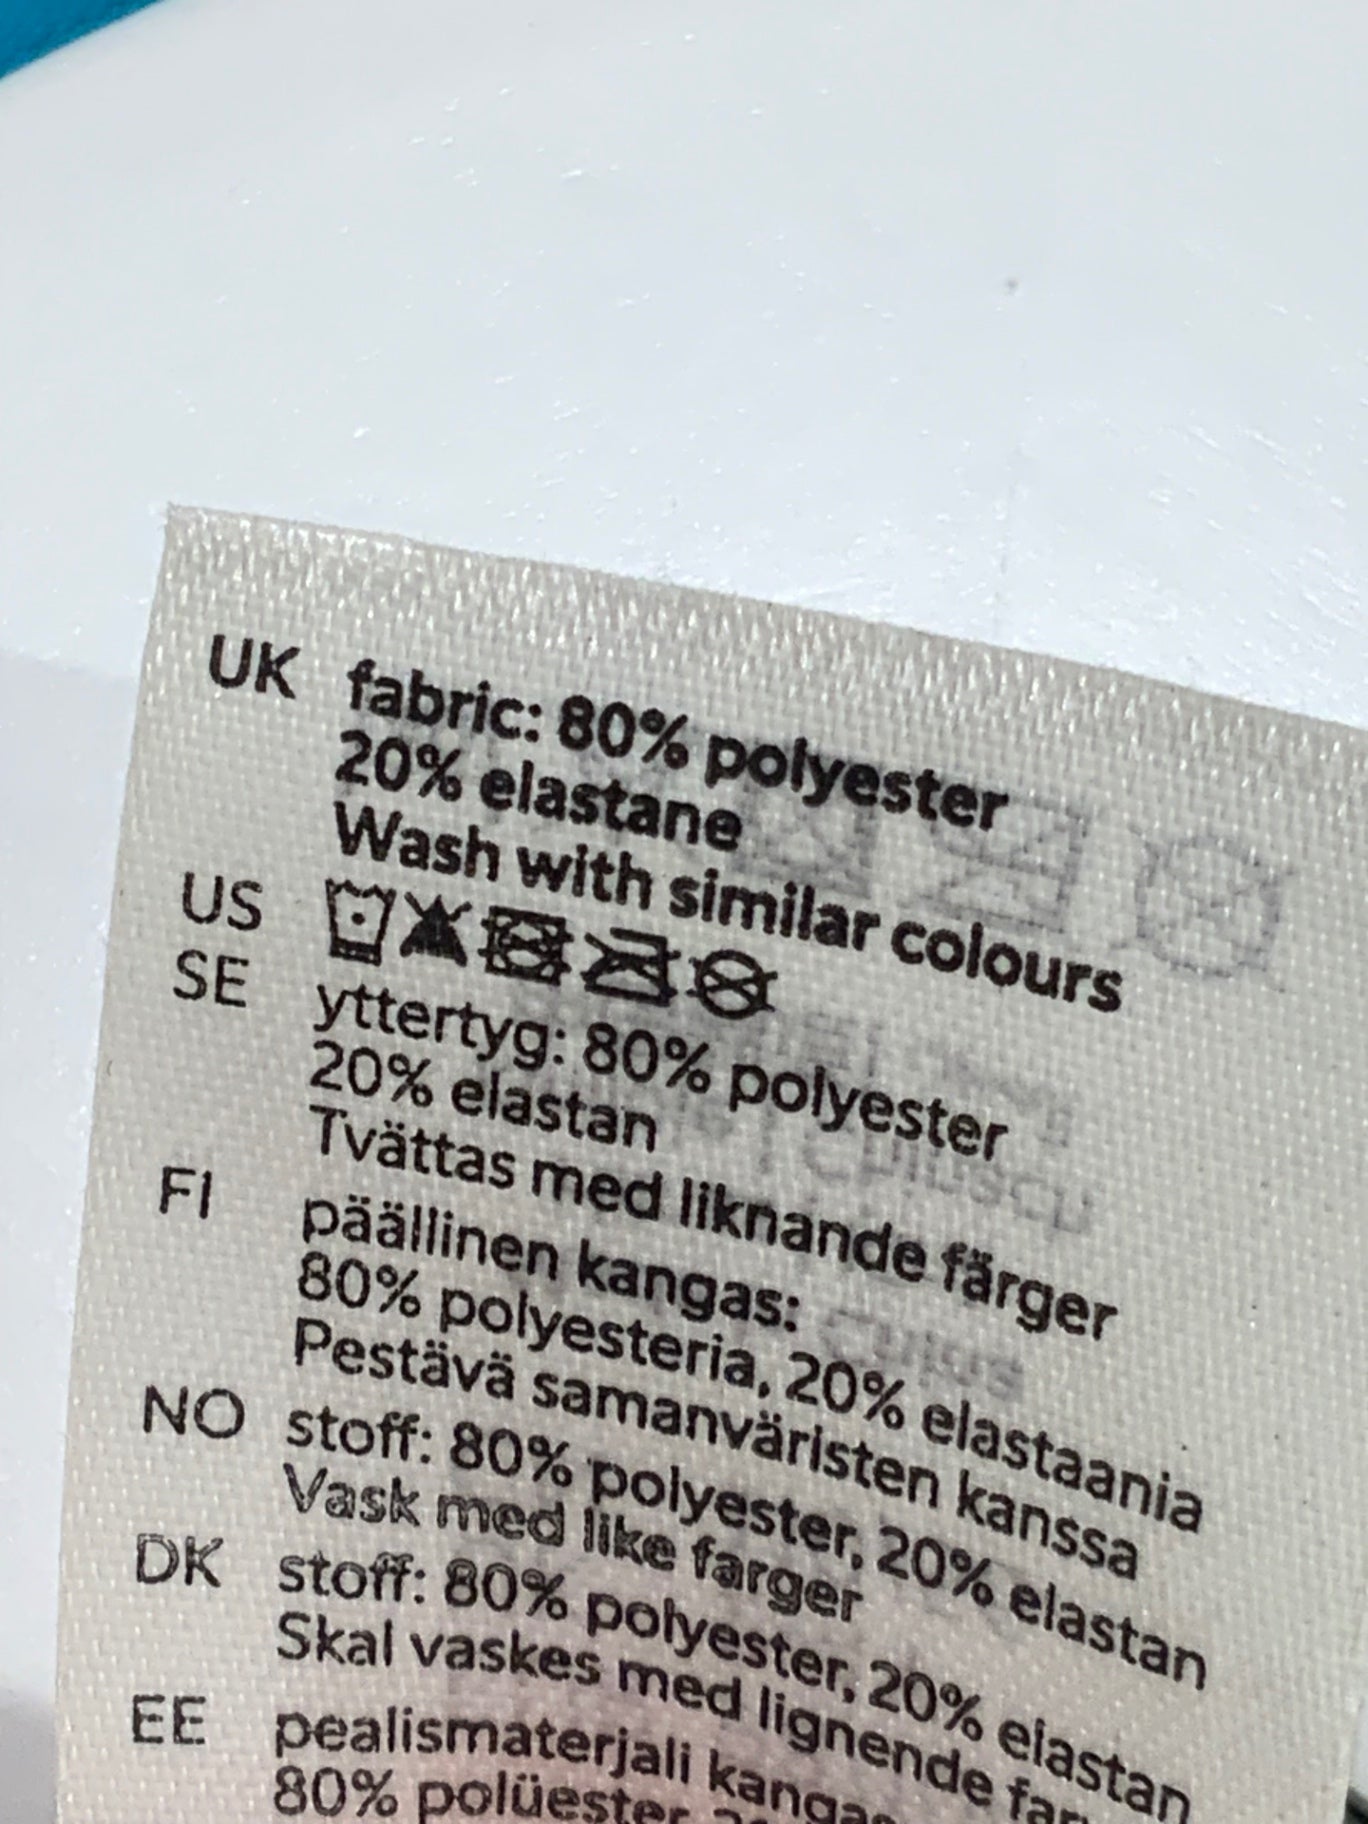 UK fabric: 80% polyester
20% elastane
Wash with similar colours
US
SE yttertyg: 80% polyester
20% elastan
Tvättas med liknande färger
FI päällinen kangas:
80% polyesteria, 20% elastaania
Pestävä samanväristen kanssa
NO stoff: 80% polyester, 20% elastan
Vask med like farger
DK stoff: 80% polyester, 20% elastan
Skal vaskes med lignende
EE pealismaterjali
80% polüester